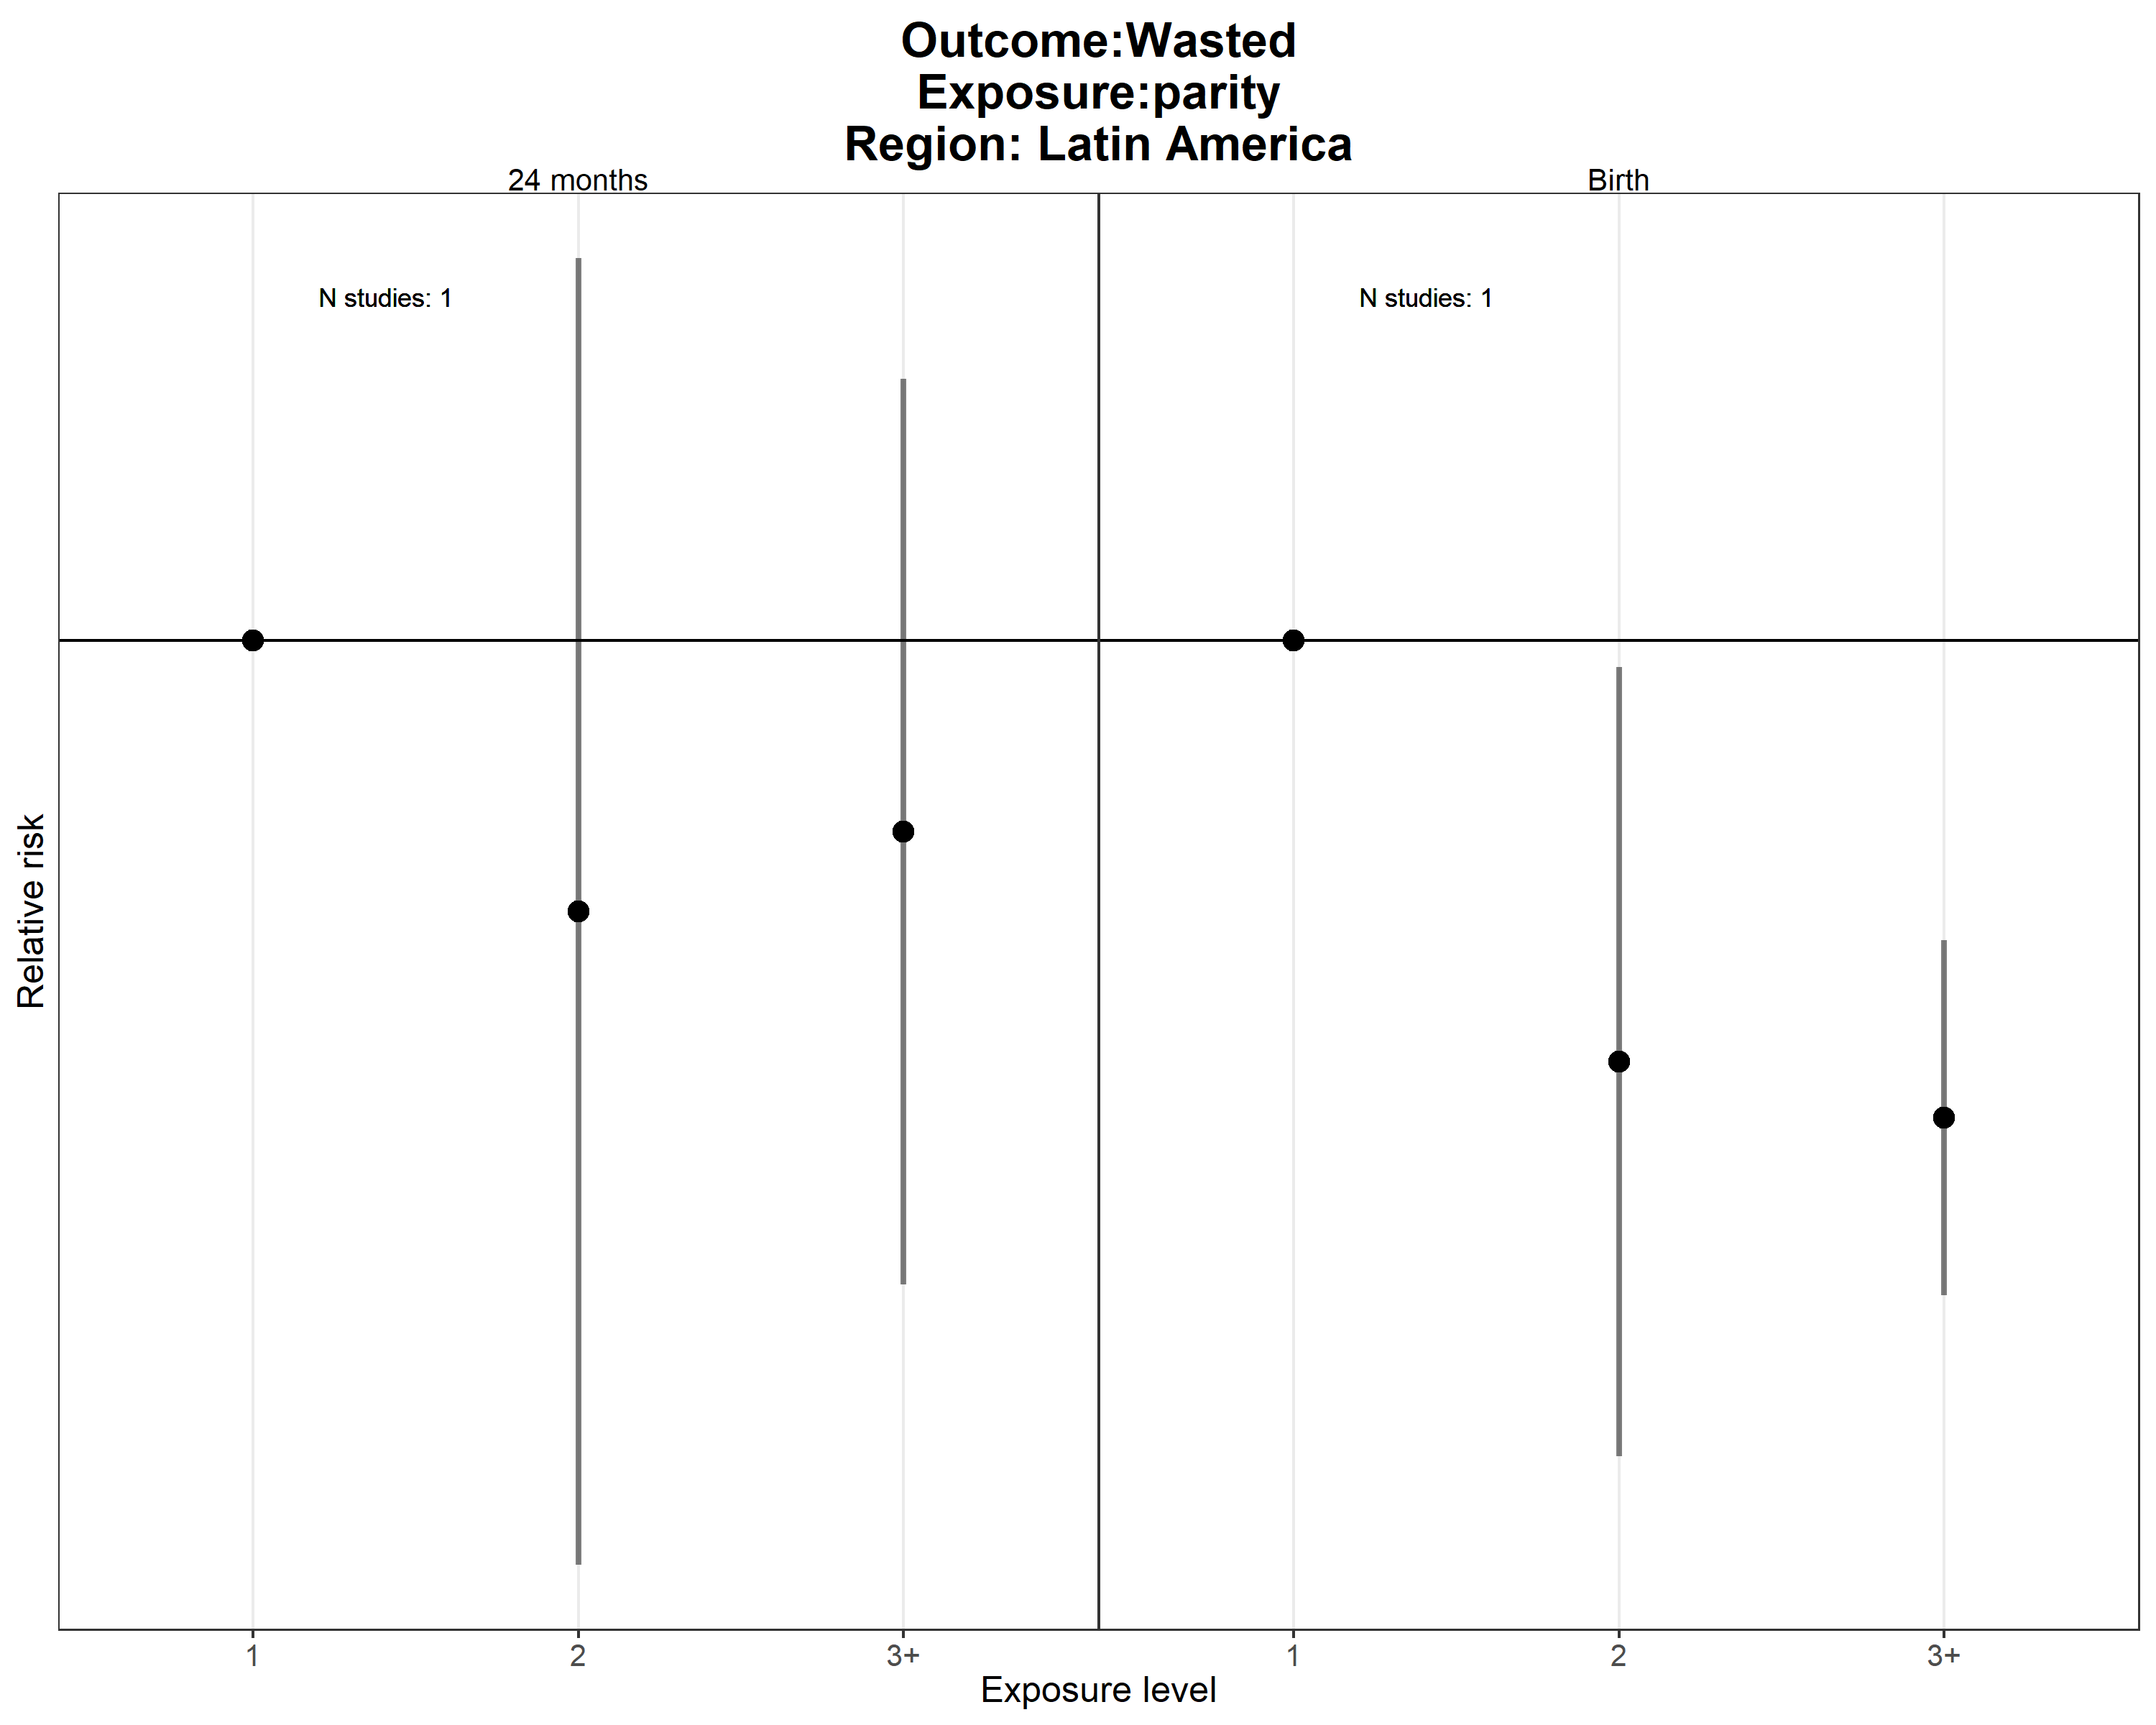 Outcome:Wasted
Exposure:parity
Region: Latin America
24 months
Birth
N studies: 1
N studies: 1
Relative risk
1
2
3+
1
2
3+
Exposure level